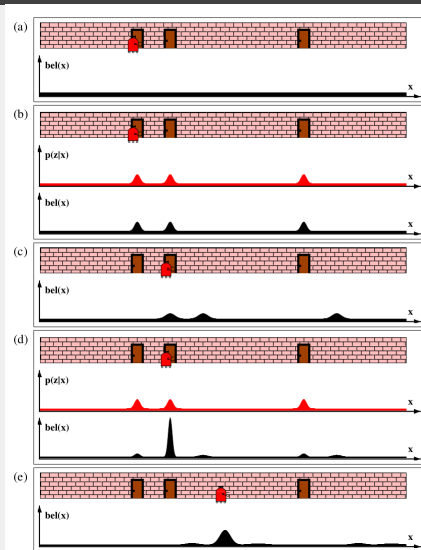 (a)
bel(x)
x
(b)
p(z|x)
x
bel(x)
x
(c)
bel(x)
x
(d)
p(z|x)
x
bel(x)
x
(e)
bel(x)
x